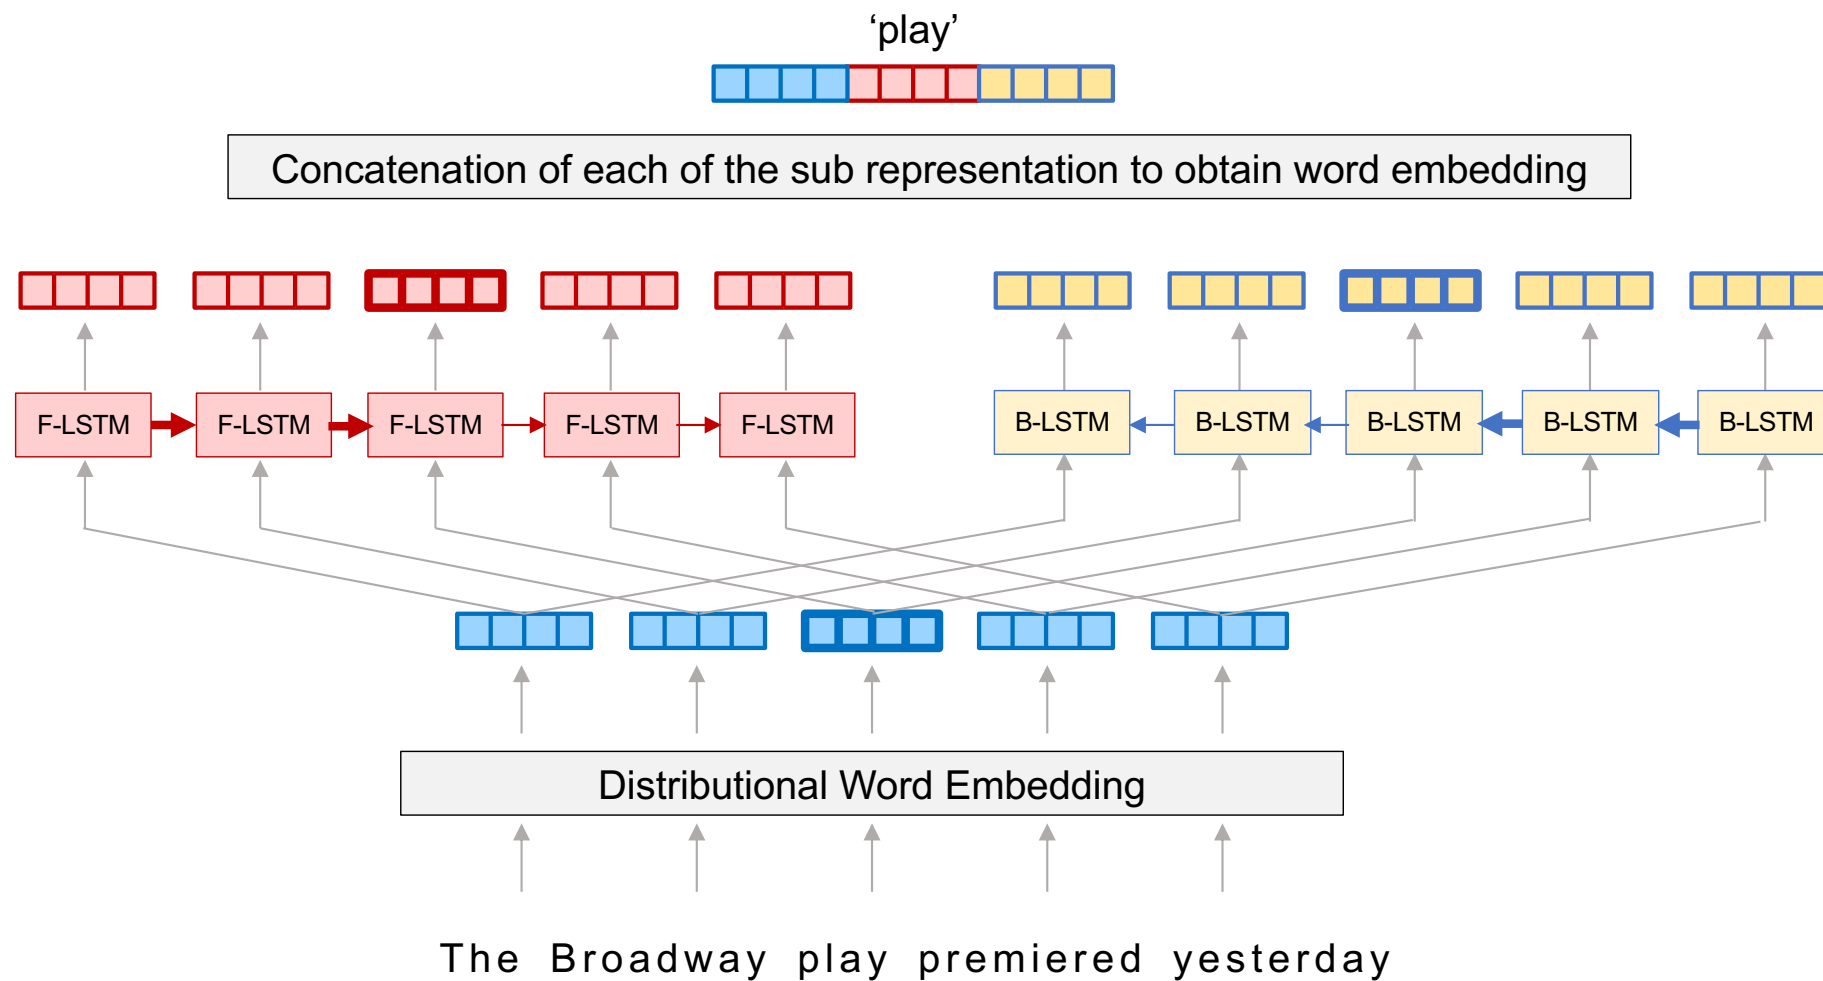 ‘play’
Concatenation of each of the sub representation to obtain word embedding
F-LSTM F-LSTM F-LSTM F-LSTM F-LSTM B-LSTM B-LSTM B-LSTM B-LSTM B-LSTM
Distributional Word Embedding
The Broadway play premiered yesterday